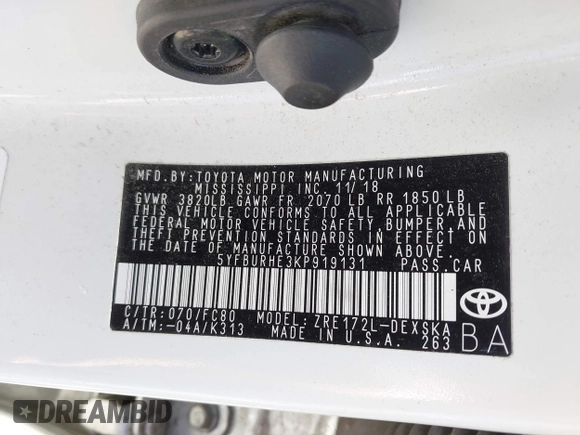 MFD. BY: TOYOTA MOTOR MANUFACTURING
MISSISSIPPI INC. 11/18
GVWR 3820LB GAWR FR 2070 LB RR 1850 LB
THIS VEHICLE CONFORMS TO ALL APPLICABLE
FEDERAL MOTOR VEHICLE SAFETY, BUMPER, AND
THEFT PREVENTION STANDARDS IN EFFECT ON
THE DATE OF MANUFACTURE SHOWN ABOVE.
5YFBURHE3KP919131 PASS. CAR
C/TR: 070/FC80 MODEL: ZRE172L-DEXSKA
A/TM: -04A/K313 MADE IN U.S.A. 263
BA
DREAMBID